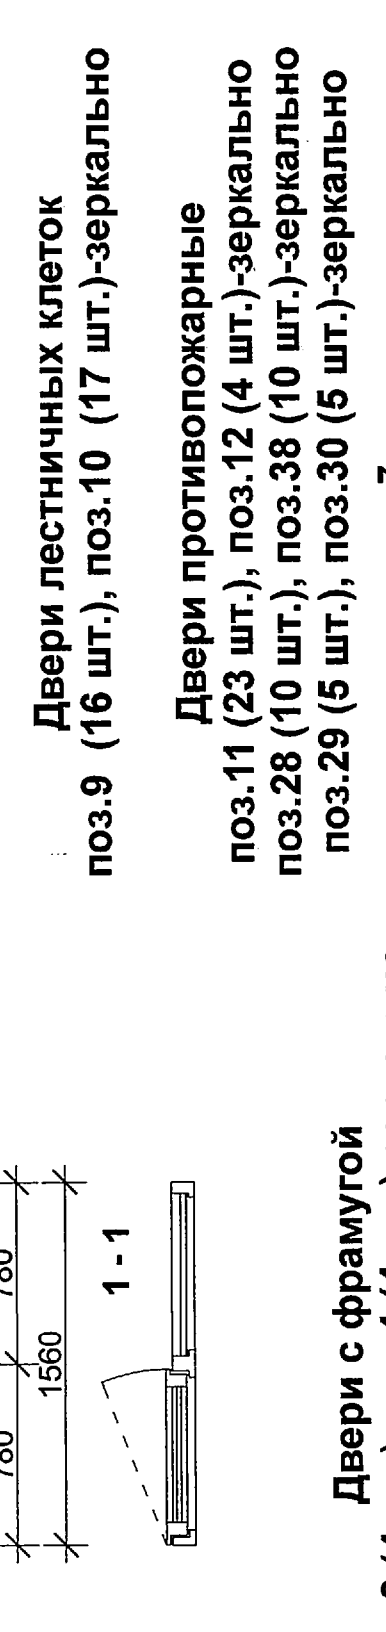 Двери лестничных клеток
поз.9 (16 шт.), поз.10 (17 шт.)-зеркально
Двери противопожарные
поз.11 (23 шт.), поз.12 (4 шт.)-зеркально
поз.28 (10 шт.), поз.38 (10 шт.)-зеркально
поз.29 (5 шт.), поз.30 (5 шт.)-зеркально
780 780
1560
1 - 1
Двери с фрамугой